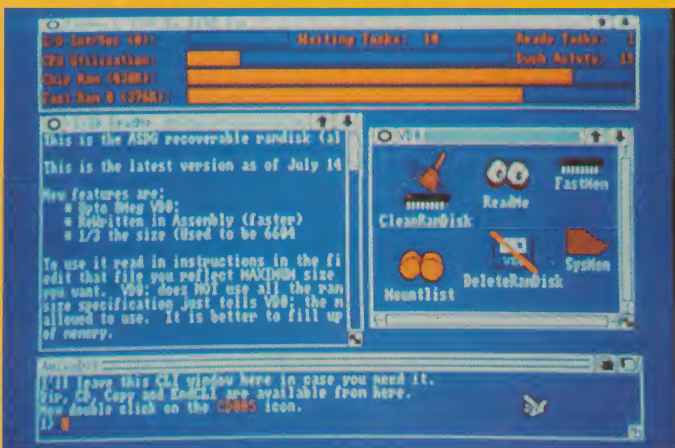 I/O Int/Sec (0): Waiting Tasks: 10 Ready Tasks: 1
CPU Utilization:
Chip Ram
Fast Ram 0
ReadMe
This is the ASDG recoverable ramdisk (al
This is the latest version as of July 14
New features are:
* Upto 8Meg VD0:
* ReWritten in Assembly (faster)
* 1/3 the size (Used to be 6604
To use it read in instructions in the fi
edit that file you reflect MAXIMUM size
you want. VD0: does NOT use all the ram
size specification just tells VD0: the m
allowed to use. It is better to fill up
of memory.
VD0
CleanRamDisk
ReadMe
FastMem
Mountlist
DeleteRamDisk
SysMon
AmigaDOS
I'll leave this CLI window here in case you need it.
Dir, CD, Copy and EndCLI are available from here.
Now double click on the icon.
1>